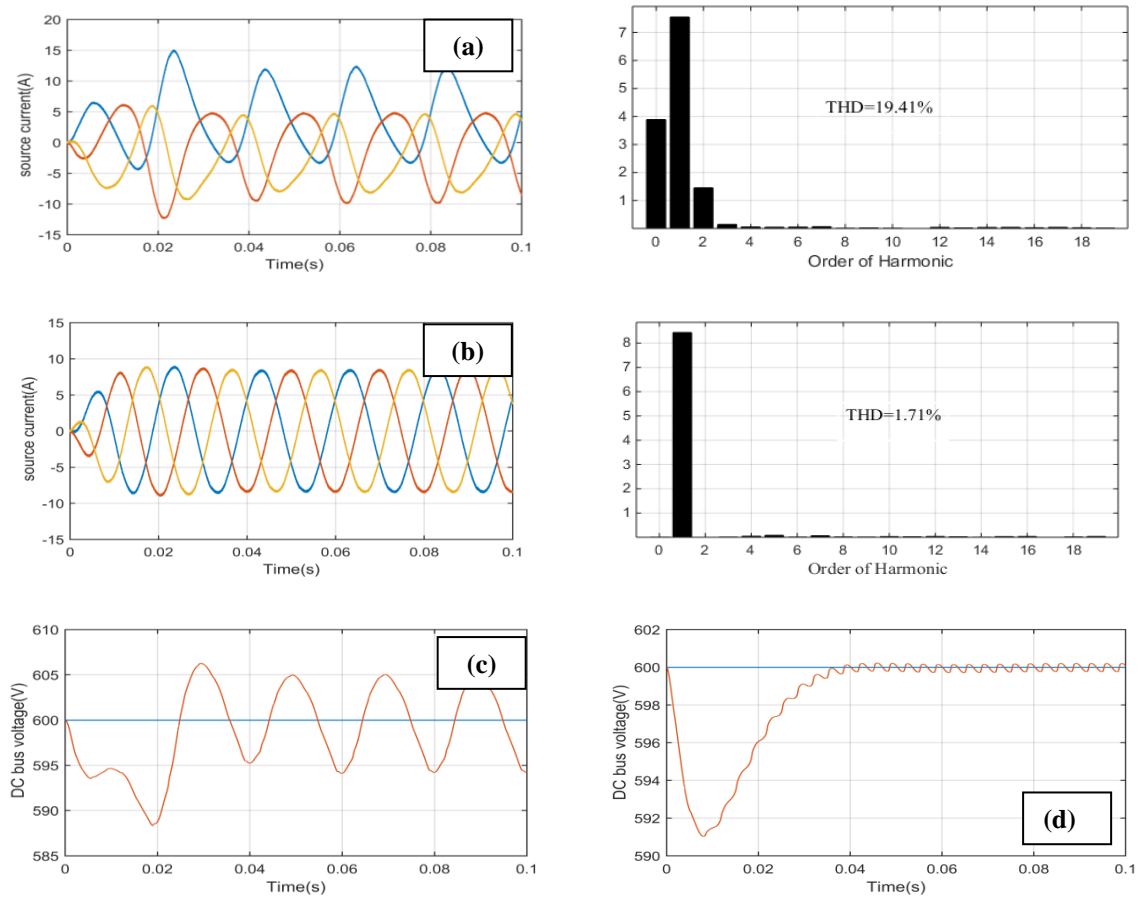 20
15
10
5
0
-5
-10
-15
source current(A)
(a)
0 0.02 0.04 0.06 0.08 0.1
Time(s)
7
6
5
4
3
2
1
THD=19.41%
0 2 4 6 8 10 12 14 16 18
Order of Harmonic
15
10
5
0
-5
-10
-15
source current(A)
(b)
0 0.02 0.04 0.06 0.08 0.1
Time(s)
8
7
6
5
4
3
2
1
THD=1.71%
0 2 4 6 8 10 12 14 16 18
Order of Harmonic
610
605
600
595
590
585
DC bus voltage(V)
(c)
0 0.02 0.04 0.06 0.08 0.1
Time(s)
602
600
598
596
594
592
590
DC bus voltage(V)
(d)
0 0.02 0.04 0.06 0.08 0.1
Time(s)